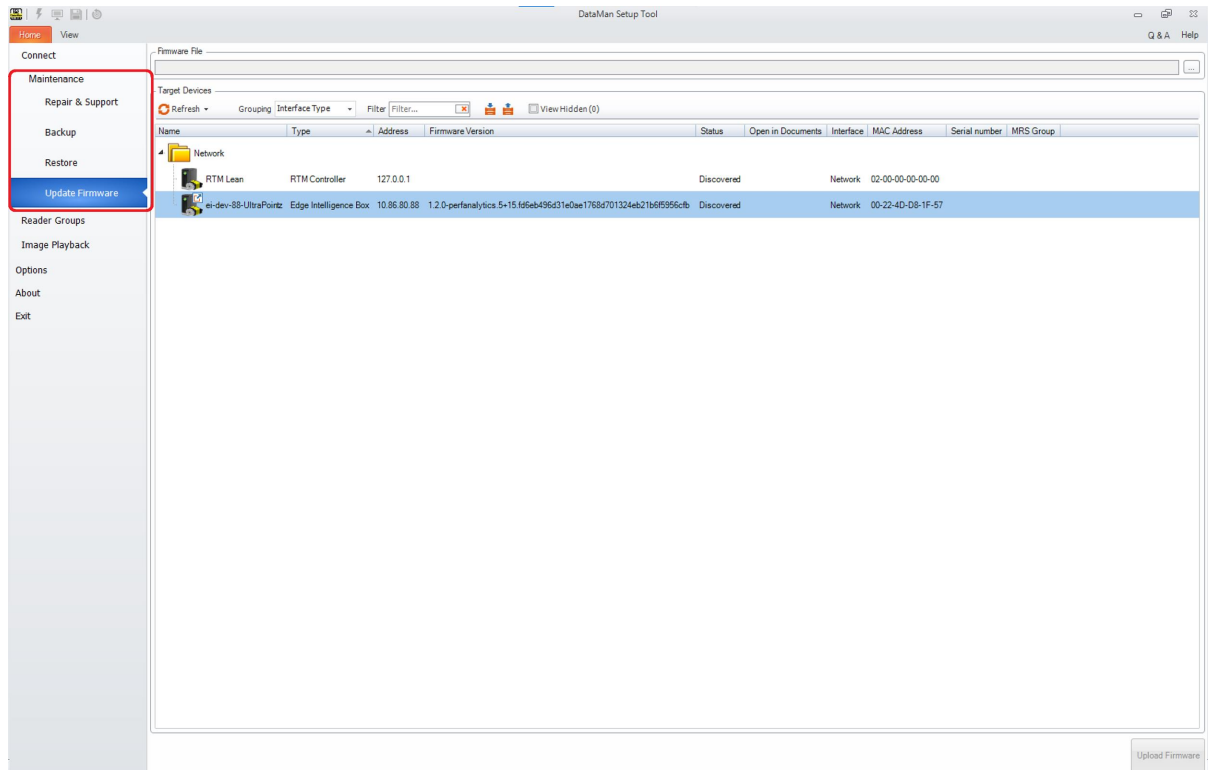 DataMan Setup Tool
Home View Q & A Help
Connect
Maintenance
Repair & Support
Backup
Restore
Update Firmware
Reader Groups
Image Playback
Options
About
Exit
Firmware File
...
Target Devices
Refresh Grouping Interface Type Filter Filter... View Hidden (0)
Name Type Address Firmware Version Status Open in Documents Interface MAC Address Serial number MRS Group
Network
RTM Lean RTM Controller 127.0.0.1 Discovered Network 02-00-00-00-00-00
ei-dev-88-UltraPointz Edge Intelligence Box 10.86.80.88 1.2.0-perfanalytics.5+15.fd6eb496d31e0ae1768d701324eb21b6f5956cfb Discovered Network 00-22-4D-D8-1F-57
Upload Firmware